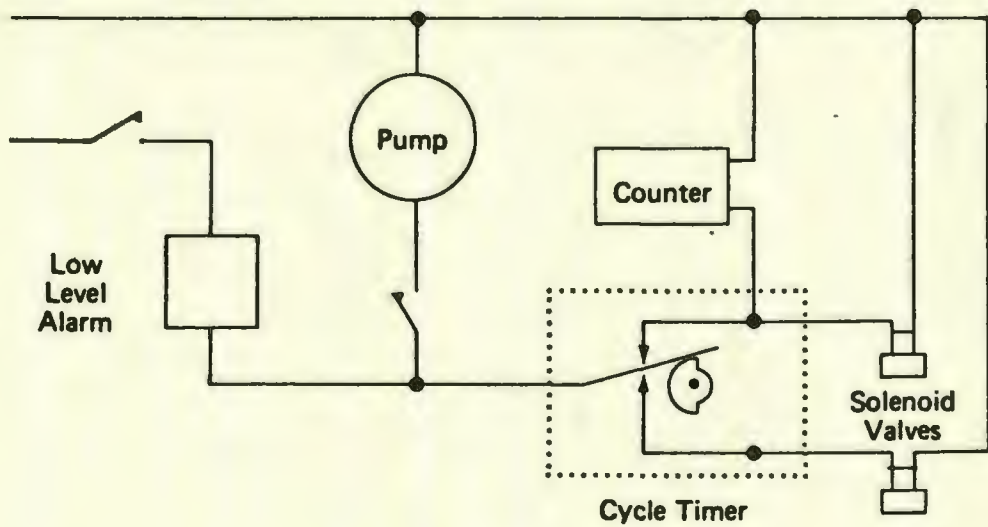 Pump
Counter
Low
Level
Alarm
Solenoid
Valves
Cycle Timer